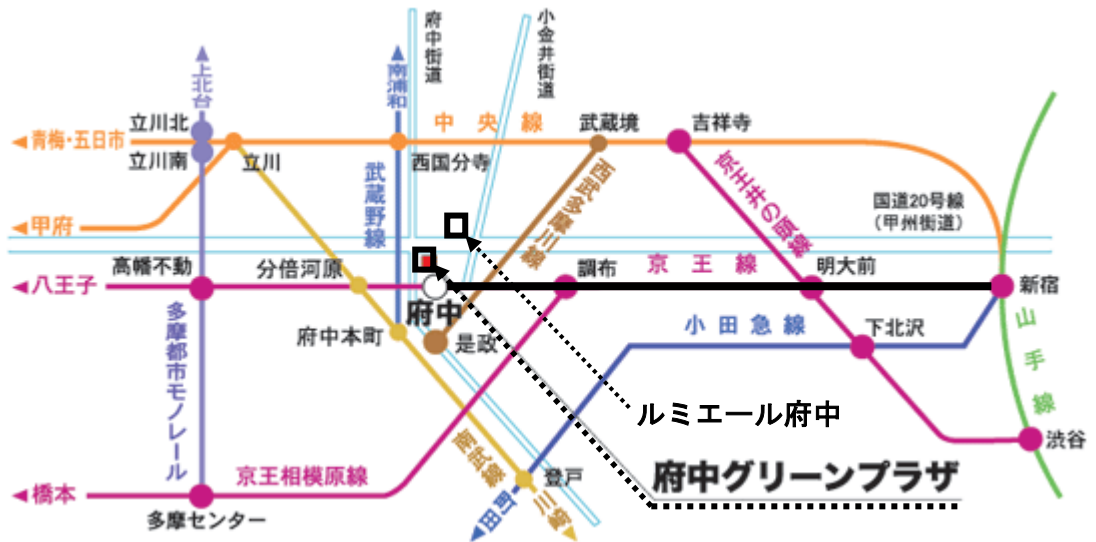 府中街道
小金井街道
上北台
南浦和
立川北
中央線
武蔵境
吉祥寺
青梅・五日市
立川南
立川
西国分寺
武蔵野線
西武多摩川線
京王井の頭線
国道20号線
（甲州街道）
甲府
高幡不動
分倍河原
調布
京王線
明大前
八王子
新宿
府中
山手線
多摩都市モノレール
府中本町
是政
小田急線
下北沢
ルミエール府中
渋谷
南武線
府中グリーンプラザ
京王相模原線
登戸
橋本
町田
川崎
多摩センター